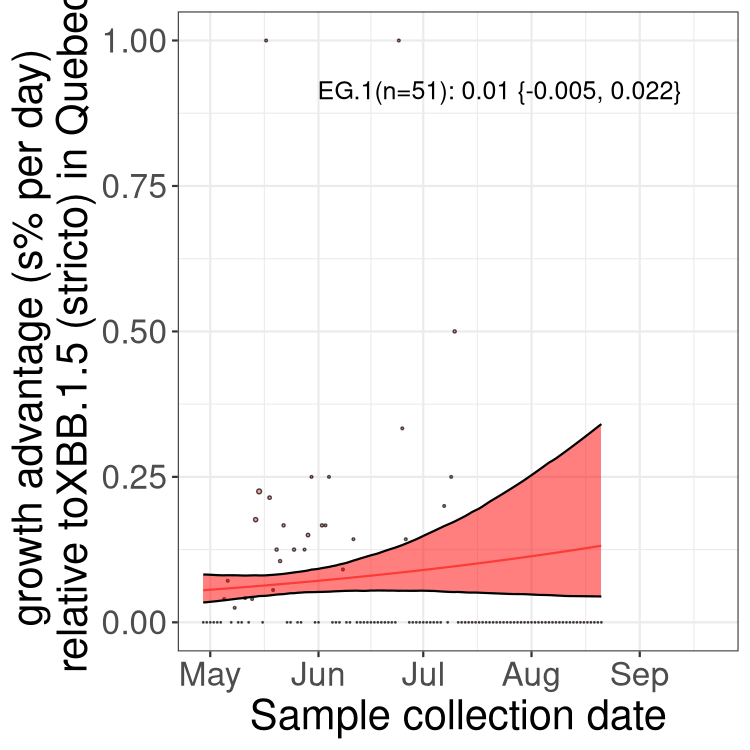 growth advantage (s% per day)
relative toXBB.1.5 (stricto) in Quebec
1.00
0.75
0.50
0.25
0.00
EG.1(n=51): 0.01 {-0.005, 0.022}
May Jun Jul Aug Sep
Sample collection date